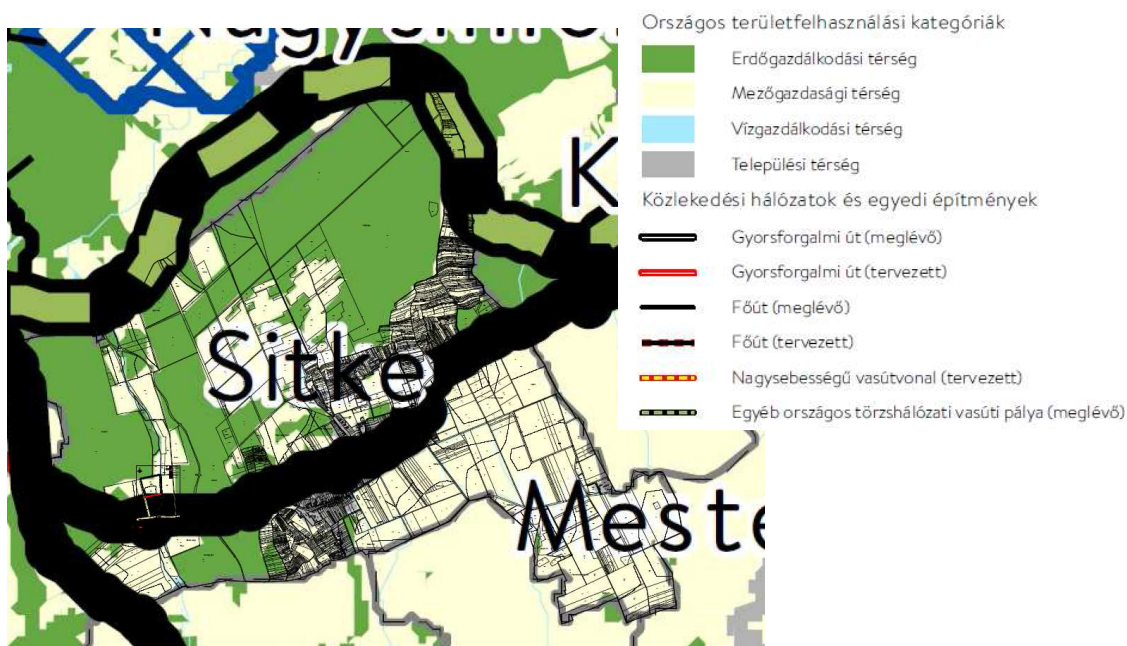 Sitke
Meste
K
Országos területfelhasználási kategóriák
Erdőgazdálkodási térség
Mezőgazdasági térség
Vízgazdálkodási térség
Települési térség
Közlekedési hálózatok és egyedi építmények
Gyorsforgalmi út (meglévő)
Gyorsforgalmi út (tervezett)
Főút (meglévő)
Főút (tervezett)
Nagysebességű vasútvonal (tervezett)
Egyéb országos törzshálózati vasúti pálya (meglévő)